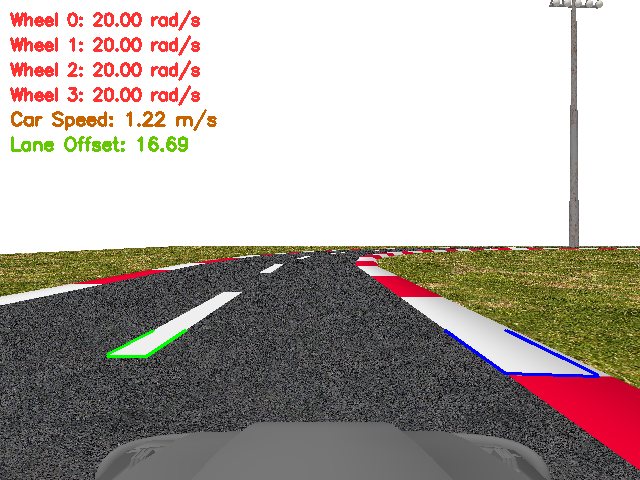 Wheel 0: 20.00 rad/s
Wheel 1: 20.00 rad/s
Wheel 2: 20.00 rad/s
Wheel 3: 20.00 rad/s
Car Speed: 1.22 m/s
Lane Offset: 16.69